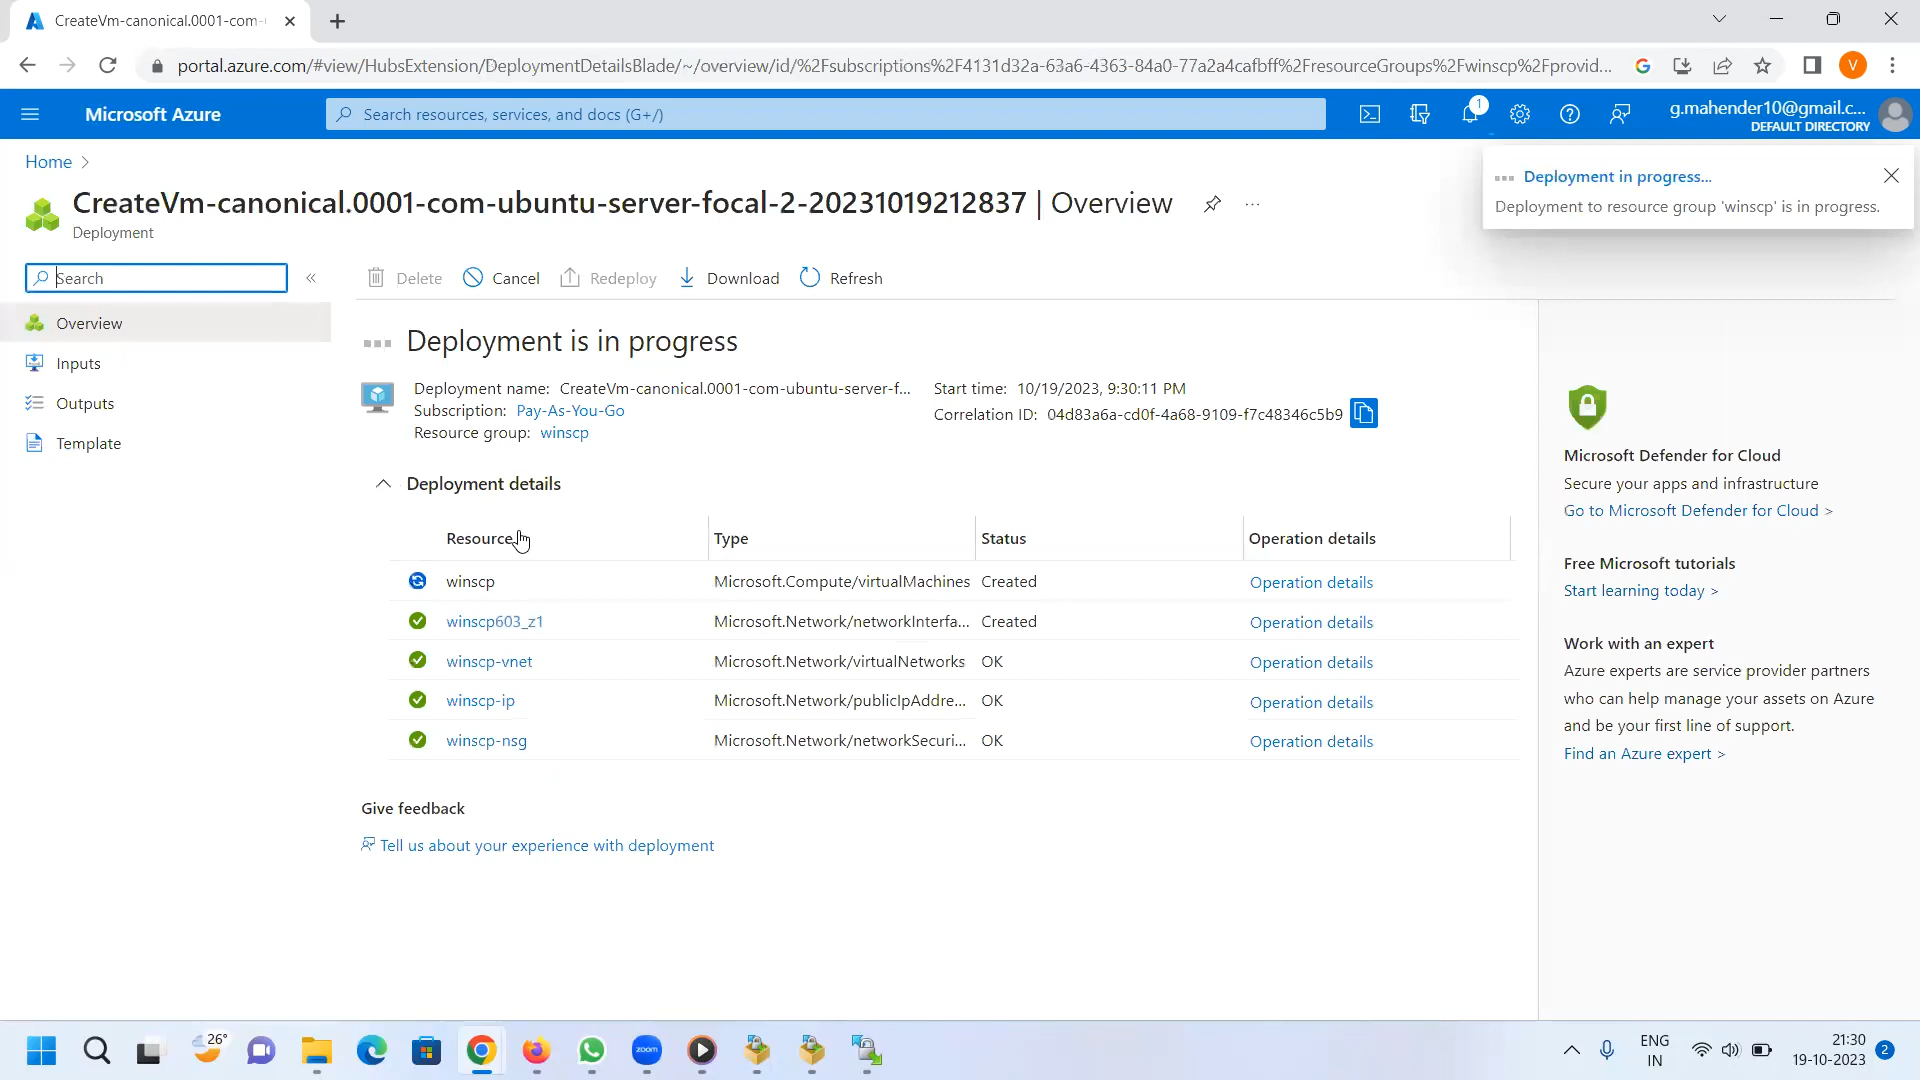 CreateVm-canonical.0001-com-
portal.azure.com/#view/HubsExtension/DeploymentDetailsBlade/~/overview/id/%2Fsubscriptions%2F4131d32a-63a6-4363-84a0-77a2a4cafbff%2FresourceGroups%2Fwinscp%2Fprovid...
V
Microsoft Azure
Search resources, services, and docs (G+/)
1
g.mahender10@gmail.c...
DEFAULT DIRECTORY
Home
Deployment in progress...
Deployment to resource group 'winscp' is in progress.
CreateVm-canonical.0001-com-ubuntu-server-focal-2-20231019212837 | Overview
Deployment
Search
Delete
Cancel
Redeploy
Download
Refresh
Overview
Inputs
Outputs
Template
Deployment is in progress
Deployment name: CreateVm-canonical.0001-com-ubuntu-server-f...
Subscription: Pay-As-You-Go
Resource group: winscp
Start time: 10/19/2023, 9:30:11 PM
Correlation ID: 04d83a6a-cd0f-4a68-9109-f7c48346c5b9
Deployment details
Resource Type Status Operation details
winscp Microsoft.Compute/virtualMachines Created Operation details
winscp603_z1 Microsoft.Network/networkInterfa... Created Operation details
winscp-vnet Microsoft.Network/virtualNetworks OK Operation details
winscp-ip Microsoft.Network/publicIpAddre... OK Operation details
winscp-nsg Microsoft.Network/networkSecuri... OK Operation details
Give feedback
Tell us about your experience with deployment
Microsoft Defender for Cloud
Secure your apps and infrastructure
Go to Microsoft Defender for Cloud >
Free Microsoft tutorials
Start learning today >
Work with an expert
Azure experts are service provider partners
who can help manage your assets on Azure
and be your first line of support.
Find an Azure expert >
26°
zoom
ENG
IN
21:30
19-10-2023
2